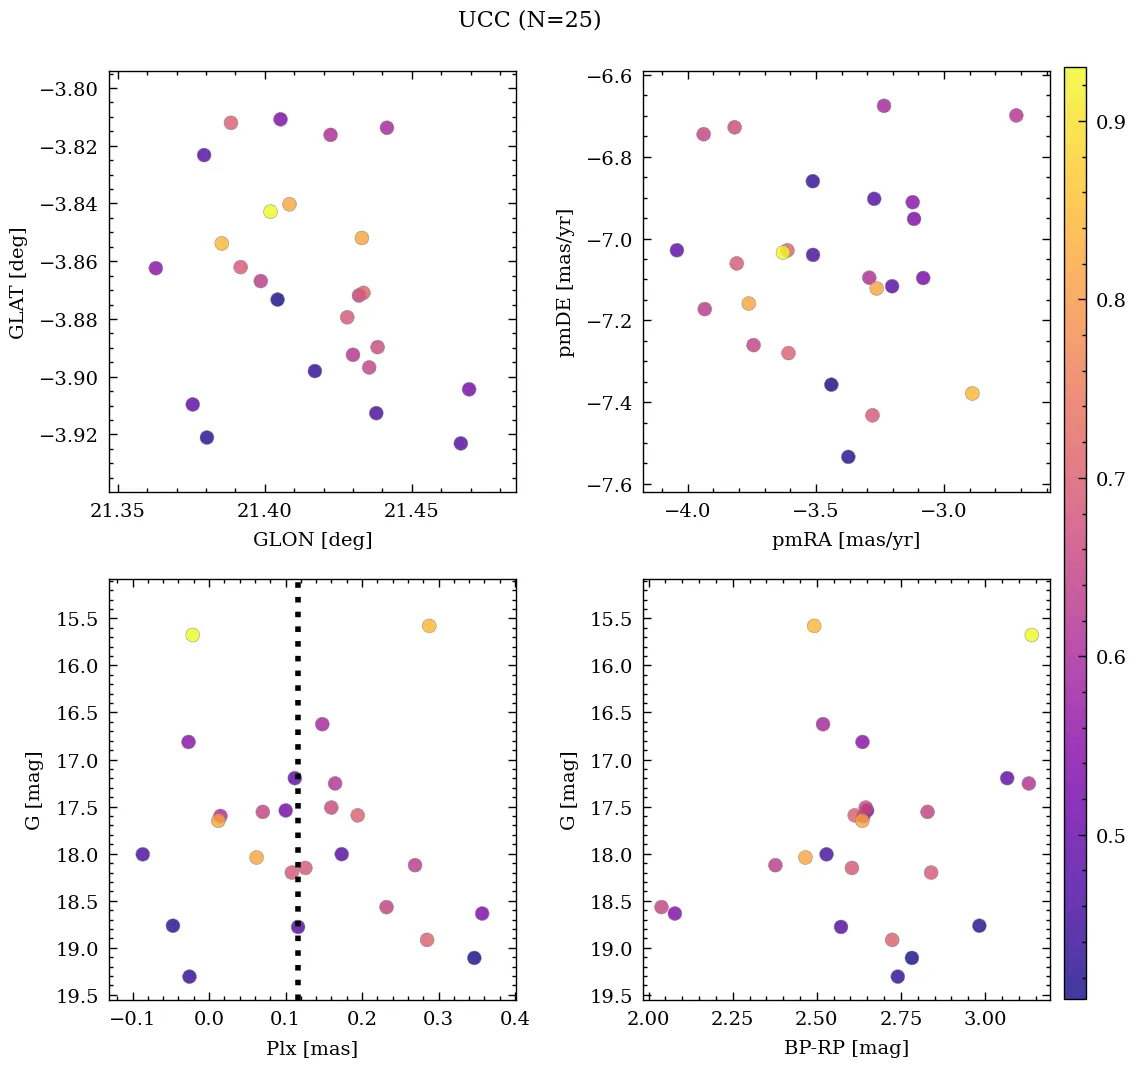 UCC (N=25)
−3.80
−3.82
−3.84
−3.86
−3.88
−3.90
−3.92
GLAT [deg]
21.35 21.40 21.45
GLON [deg]
−6.6
−6.8
−7.0
−7.2
−7.4
−7.6
pmDE [mas/yr]
−4.0 −3.5 −3.0
pmRA [mas/yr]
0.9
0.8
0.7
0.6
0.5
15.5
16.0
16.5
17.0
17.5
18.0
18.5
19.0
19.5
G [mag]
−0.1 0.0 0.1 0.2 0.3 0.4
Plx [mas]
15.5
16.0
16.5
17.0
17.5
18.0
18.5
19.0
19.5
G [mag]
2.00 2.25 2.50 2.75 3.00
BP-RP [mag]